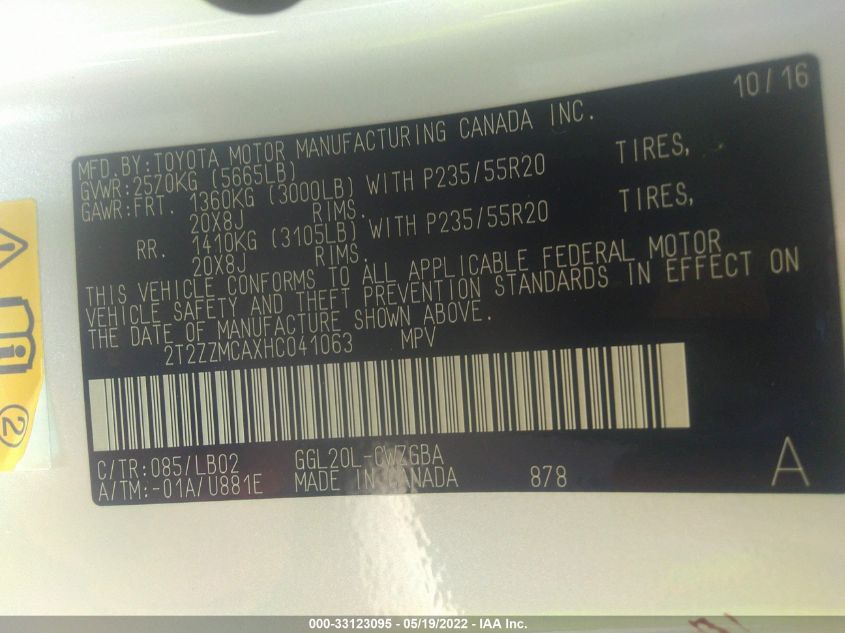 10/16
MFD.BY:TOYOTA MOTOR MANUFACTURING CANADA INC.
GVWR:2570KG (5665LB)
GAWR:FRT. 1360KG (3000LB) WITH P235/55R20 TIRES,
20X8J RIMS.
RR. 1410KG (3105LB) WITH P235/55R20 TIRES,
20X8J RIMS.
THIS VEHICLE CONFORMS TO ALL APPLICABLE FEDERAL MOTOR
VEHICLE SAFETY AND THEFT PREVENTION STANDARDS IN EFFECT ON
THE DATE OF MANUFACTURE SHOWN ABOVE.
2T2ZZMCAXHC041063 MPV
C/TR:085/LB02 GGL20L-CWZGBA
A/TM:-01A/U881E MADE IN CANADA 878 A
2
000-33123095 - 05/19/2022 - IAA Inc.